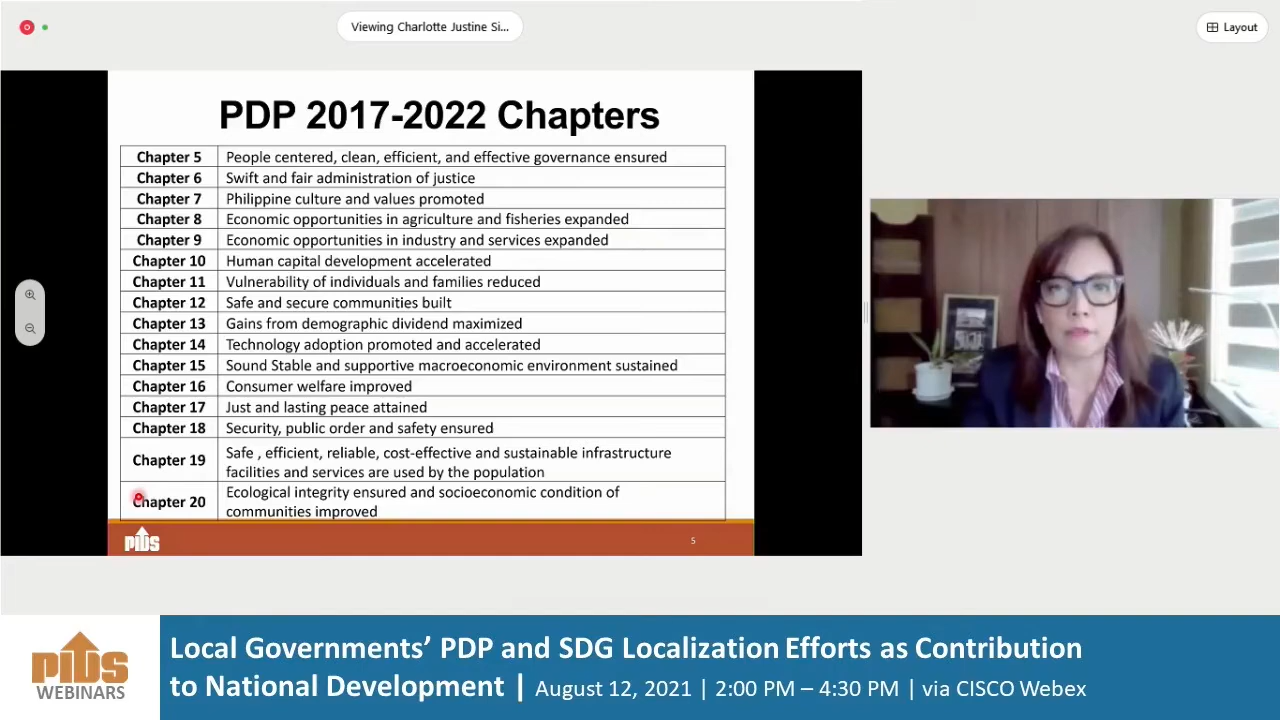 Viewing Charlotte Justine Si...
Layout
PDP 2017-2022 Chapters
Chapter 5 People centered, clean, efficient, and effective governance ensured
Chapter 6 Swift and fair administration of justice
Chapter 7 Philippine culture and values promoted
Chapter 8 Economic opportunities in agriculture and fisheries expanded
Chapter 9 Economic opportunities in industry and services expanded
Chapter 10 Human capital development accelerated
Chapter 11 Vulnerability of individuals and families reduced
Chapter 12 Safe and secure communities built
Chapter 13 Gains from demographic dividend maximized
Chapter 14 Technology adoption promoted and accelerated
Chapter 15 Sound Stable and supportive macroeconomic environment sustained
Chapter 16 Consumer welfare improved
Chapter 17 Just and lasting peace attained
Chapter 18 Security, public order and safety ensured
Chapter 19 Safe , efficient, reliable, cost-effective and sustainable infrastructure
facilities and services are used by the population
Chapter 20 Ecological integrity ensured and socioeconomic condition of
communities improved
PIDS
5
PIDS
WEBINARS
Local Governments’ PDP and SDG Localization Efforts as Contribution
to National Development | August 12, 2021 | 2:00 PM – 4:30 PM | via CISCO Webex